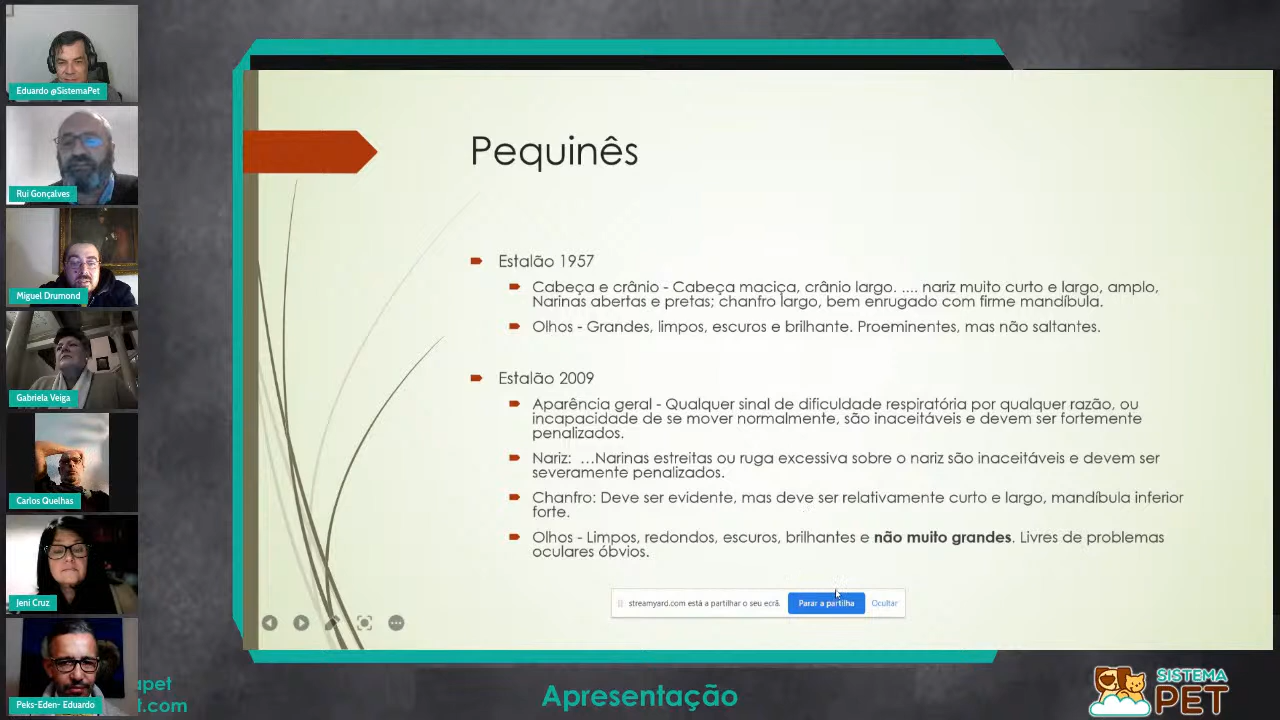 Eduardo @SistemaPet
Rui Gonçalves
Miguel Drumond
Gabriela Veiga
Carlos Quelhas
Jeni Cruz
Peks-Eden- Eduardo
Pequinês
Estalão 1957
Cabeça e crânio - Cabeça maciça, crânio largo. .... nariz muito curto e largo, amplo,
Narinas abertas e pretas; chanfro largo, bem enrugado com firme mandíbula.
Olhos - Grandes, limpos, escuros e brilhante. Proeminentes, mas não saltantes.
Estalão 2009
Aparência geral - Qualquer sinal de dificuldade respiratória por qualquer razão, ou
incapacidade de se mover normalmente, são inaceitáveis e devem ser fortemente
penalizados.
Nariz: …Narinas estreitas ou ruga excessiva sobre o nariz são inaceitáveis e devem ser
severamente penalizados.
Chanfro: Deve ser evidente, mas deve ser relativamente curto e largo, mandíbula inferior
forte.
Olhos - Limpos, redondos, escuros, brilhantes e não muito grandes. Livres de problemas
oculares óbvios.
streamyard.com está a partilhar o seu ecrã. Parar a partilha Ocultar
apet
t.com
Apresentação
SISTEMA
PET